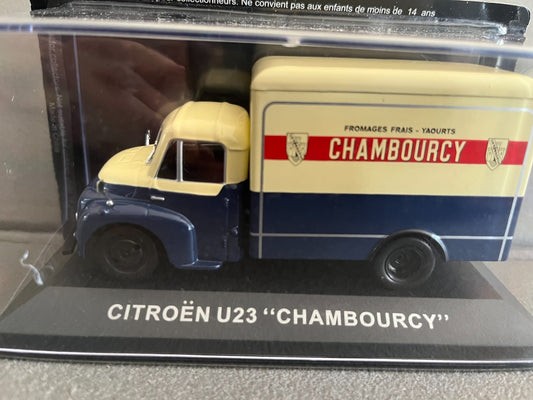 collectionneurs. Ne convient pas aux enfants de moins de 14 ans
FROMAGES FRAIS - YAOURTS
CHAMBOURCY
CITROËN U23 “CHAMBOURCY”